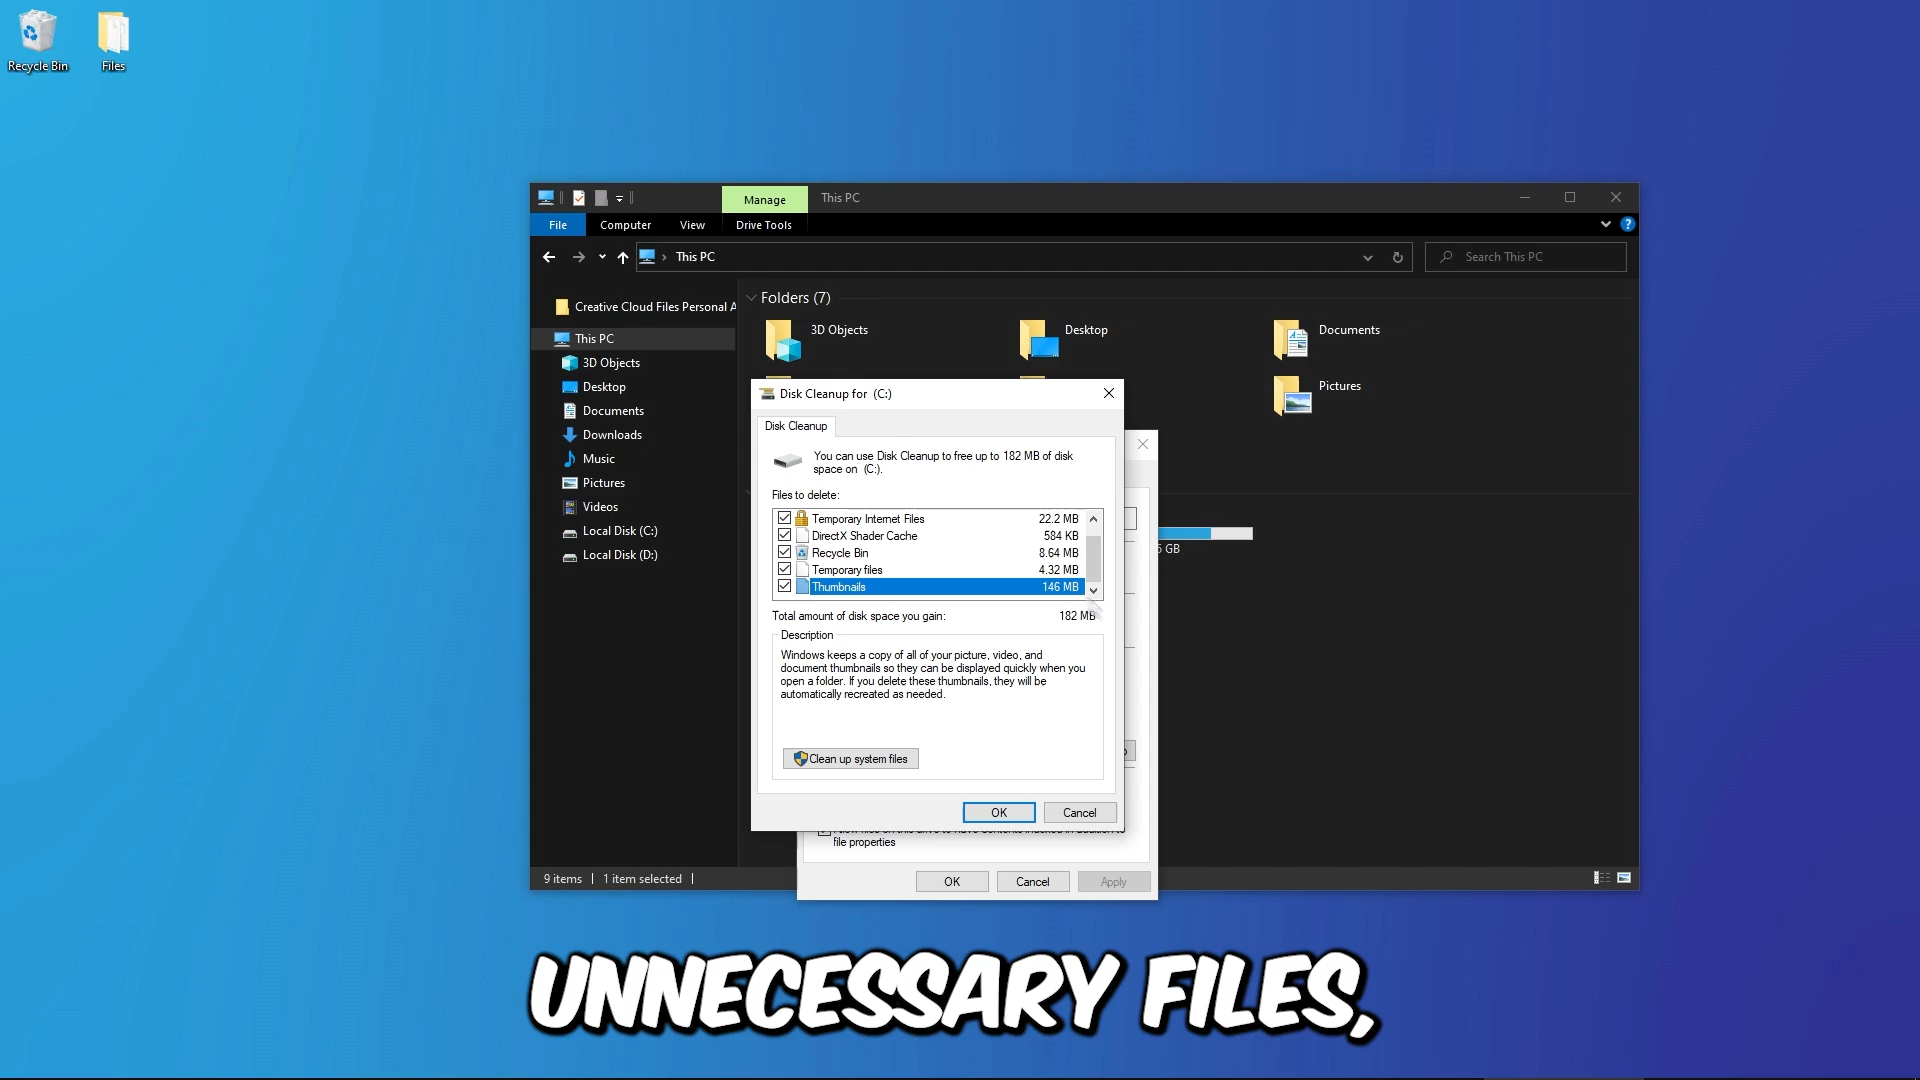 Recycle Bin
Files
Manage
This PC
File
Computer
View
Drive Tools
This PC
Search This PC
Creative Cloud Files Personal A
This PC
3D Objects
Desktop
Documents
Downloads
Music
Pictures
Videos
Local Disk (C:)
Local Disk (D:)
Folders (7)
3D Objects
Desktop
Documents
Pictures
GB
Disk Cleanup for (C:)
Disk Cleanup
You can use Disk Cleanup to free up to 182 MB of disk
space on (C:).
Files to delete:
Temporary Internet Files 22.2 MB
DirectX Shader Cache 584 KB
Recycle Bin 8.64 MB
Temporary files 4.32 MB
Thumbnails 146 MB
Total amount of disk space you gain: 182 MB
Description
Windows keeps a copy of all of your picture, video, and
document thumbnails so they can be displayed quickly when you
open a folder. If you delete these thumbnails, they will be
automatically recreated as needed.
Clean up system files
OK
Cancel
file properties
OK
Cancel
Apply
9 items
1 item selected
UNNECESSARY FILES,